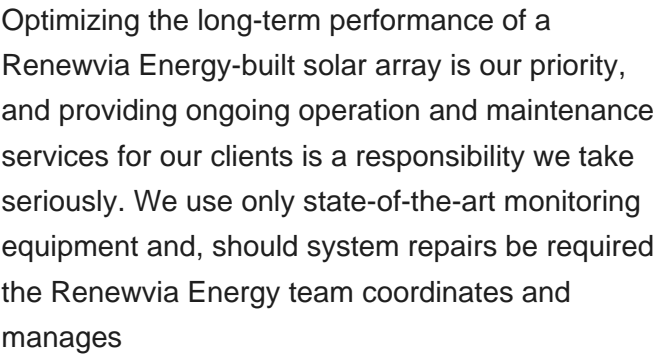 Optimizing the long-term performance of a
Renewvia Energy-built solar array is our priority,
and providing ongoing operation and maintenance
services for our clients is a responsibility we take
seriously. We use only state-of-the-art monitoring
equipment and, should system repairs be required
the Renewvia Energy team coordinates and
manages